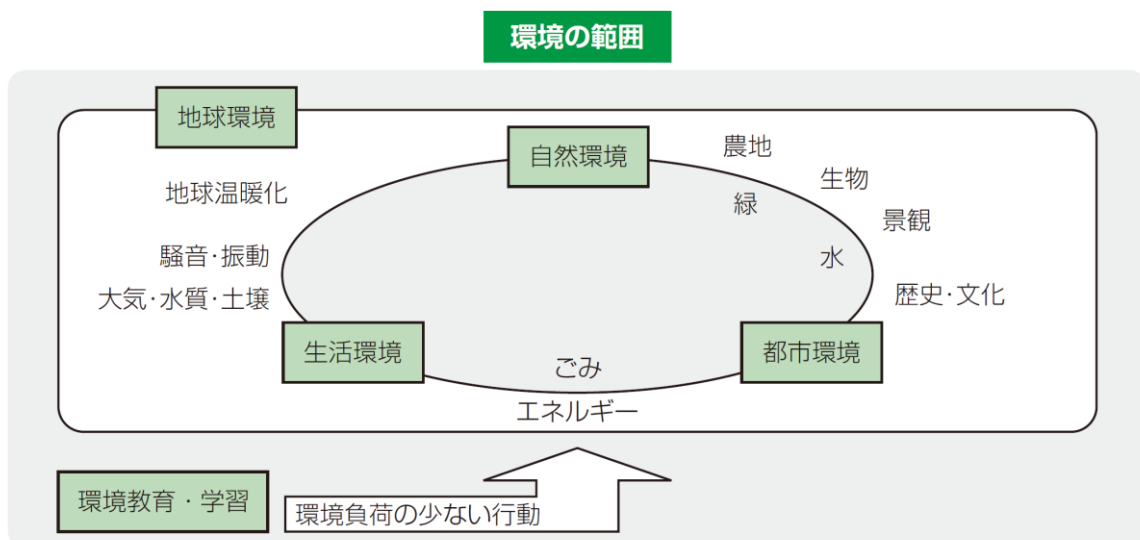 環境の範囲
地球環境
自然環境
農地
生物
緑
景観
地球温暖化
騒音・振動
水
大気・水質・土壌
歴史・文化
生活環境
都市環境
ごみ
エネルギー
環境教育・学習
環境負荷の少ない行動